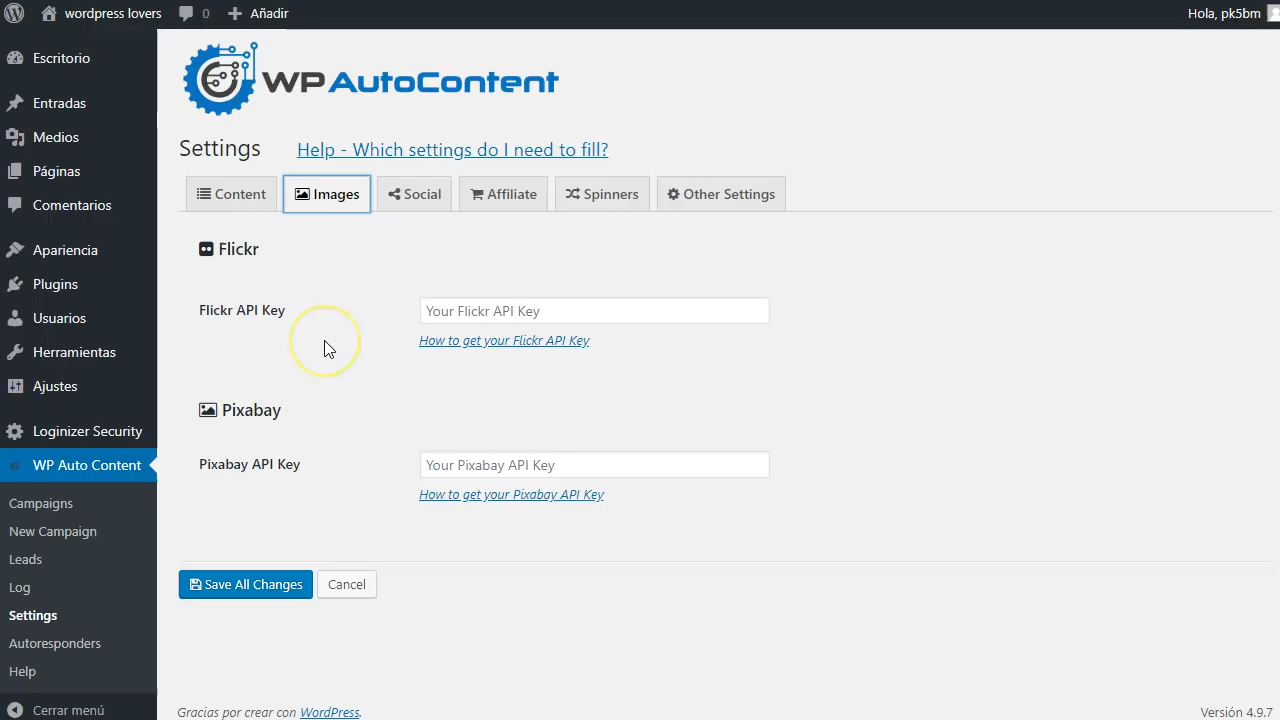 wordpress lovers 0 Añadir Hola, pk5bm
Escritorio
Entradas
Medios
Páginas
Comentarios
Apariencia
Plugins
Usuarios
Herramientas
Ajustes
Loginizer Security
WP Auto Content
Campaigns
New Campaign
Leads
Log
Settings
Autoresponders
Help
Cerrar menú
WP AutoContent
Settings Help - Which settings do I need to fill?
Content Images Social Affiliate Spinners Other Settings
Flickr
Flickr API Key Your Flickr API Key
How to get your Flickr API Key
Pixabay
Pixabay API Key Your Pixabay API Key
How to get your Pixabay API Key
Save All Changes Cancel
Gracias por crear con WordPress. Versión 4.9.7